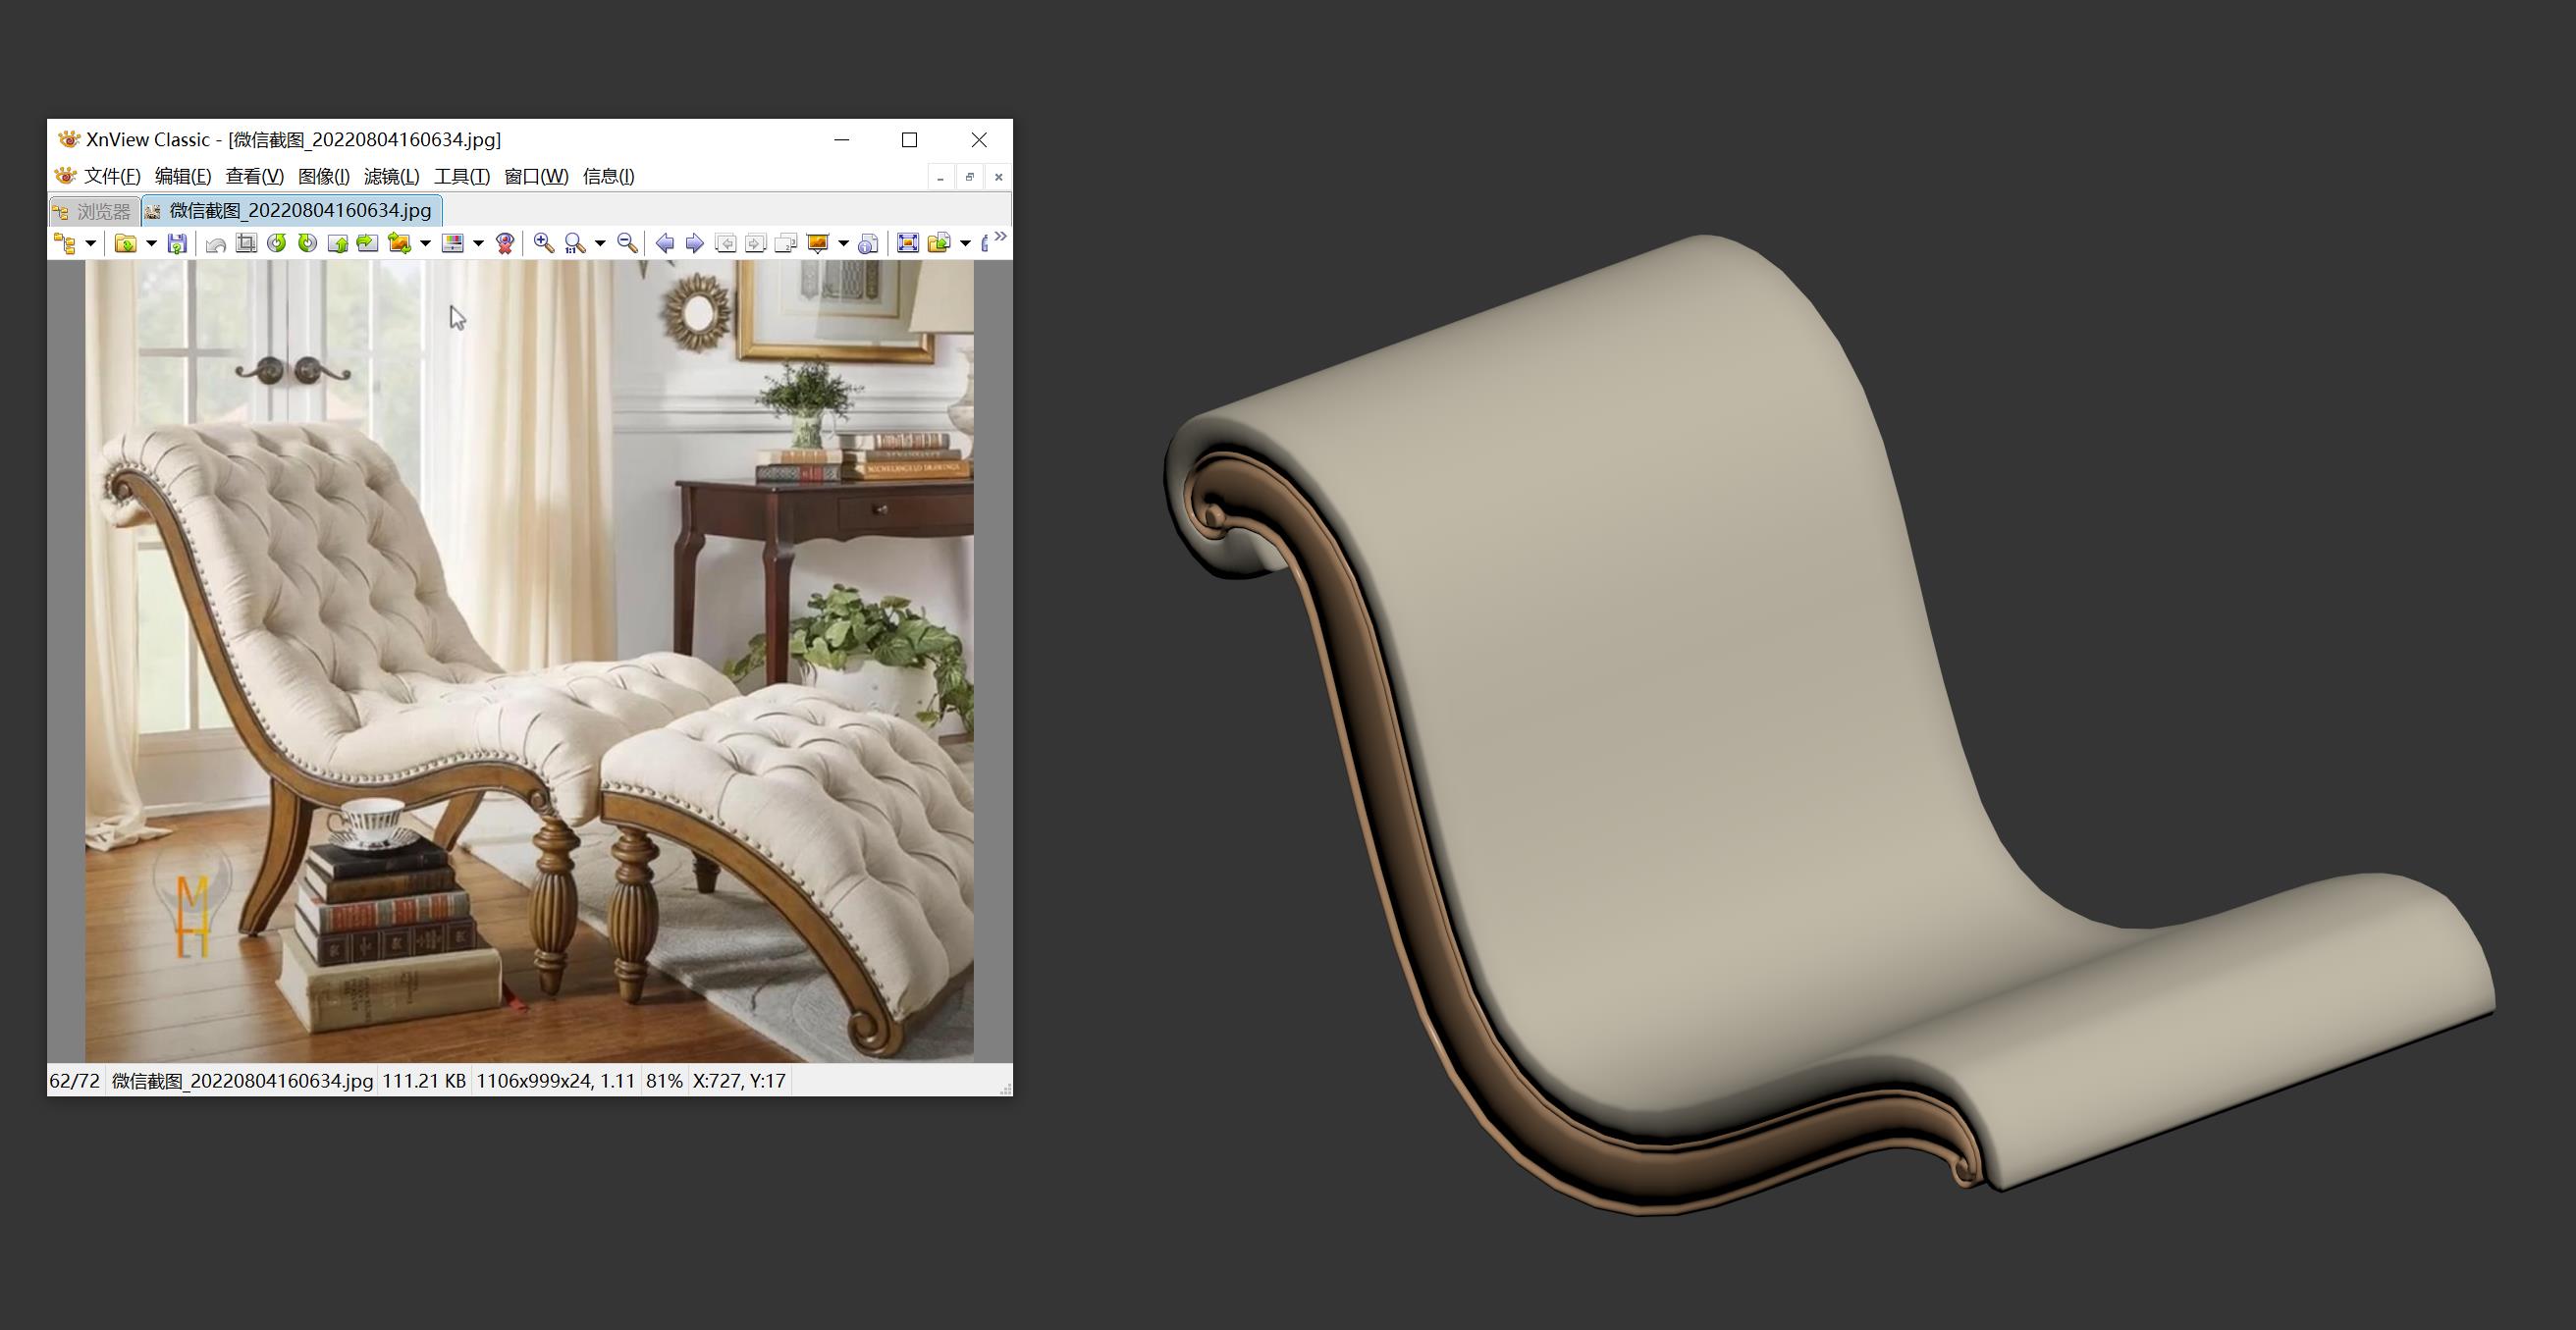 XnView Classic - [微信截图_20220804160634.jpg]
文件(F) 编辑(E) 查看(V) 图像(I) 滤镜(L) 工具(T) 窗口(W) 信息(I)
浏览器 微信截图_20220804160634.jpg
MICHELANGELO DRAWINGS
MH
62/72 微信截图_20220804160634.jpg 111.21 KB 1106x999x24, 1.11 81% X:727, Y:17